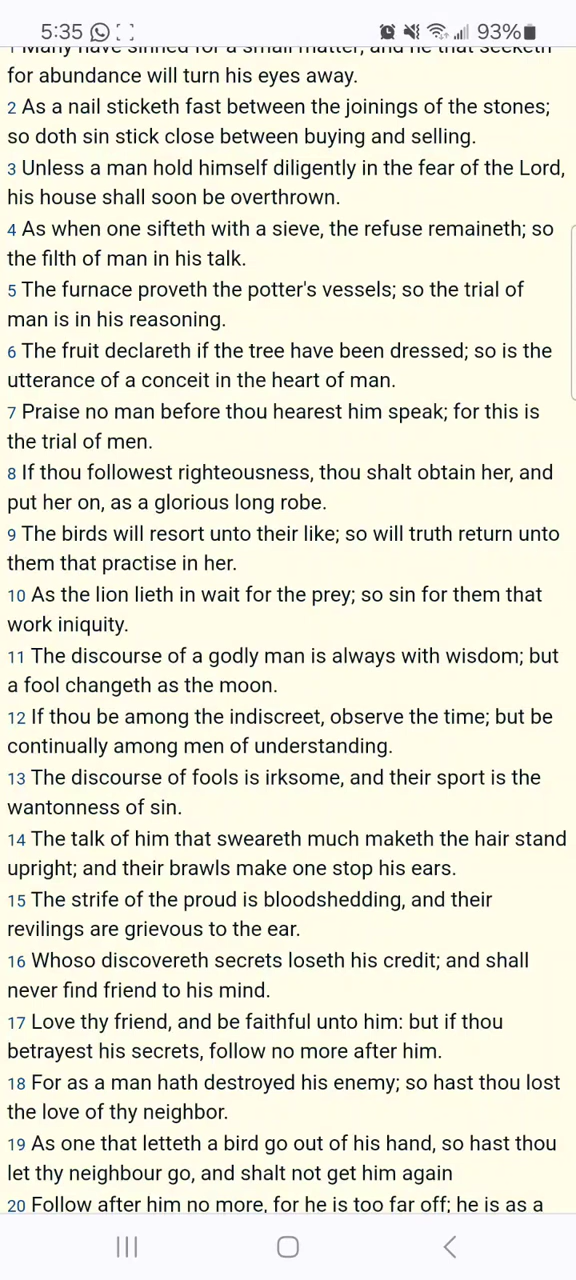 5:35 93%
1 Many have sinned for a small matter; and he that seeketh
for abundance will turn his eyes away.
2 As a nail sticketh fast between the joinings of the stones;
so doth sin stick close between buying and selling.
3 Unless a man hold himself diligently in the fear of the Lord,
his house shall soon be overthrown.
4 As when one sifteth with a sieve, the refuse remaineth; so
the filth of man in his talk.
5 The furnace proveth the potter's vessels; so the trial of
man is in his reasoning.
6 The fruit declareth if the tree have been dressed; so is the
utterance of a conceit in the heart of man.
7 Praise no man before thou hearest him speak; for this is
the trial of men.
8 If thou followest righteousness, thou shalt obtain her, and
put her on, as a glorious long robe.
9 The birds will resort unto their like; so will truth return unto
them that practise in her.
10 As the lion lieth in wait for the prey; so sin for them that
work iniquity.
11 The discourse of a godly man is always with wisdom; but
a fool changeth as the moon.
12 If thou be among the indiscreet, observe the time; but be
continually among men of understanding.
13 The discourse of fools is irksome, and their sport is the
wantonness of sin.
14 The talk of him that sweareth much maketh the hair stand
upright; and their brawls make one stop his ears.
15 The strife of the proud is bloodshedding, and their
revilings are grievous to the ear.
16 Whoso discovereth secrets loseth his credit; and shall
never find friend to his mind.
17 Love thy friend, and be faithful unto him: but if thou
betrayest his secrets, follow no more after him.
18 For as a man hath destroyed his enemy; so hast thou lost
the love of thy neighbor.
19 As one that letteth a bird go out of his hand, so hast thou
let thy neighbour go, and shalt not get him again
20 Follow after him no more, for he is too far off; he is as a